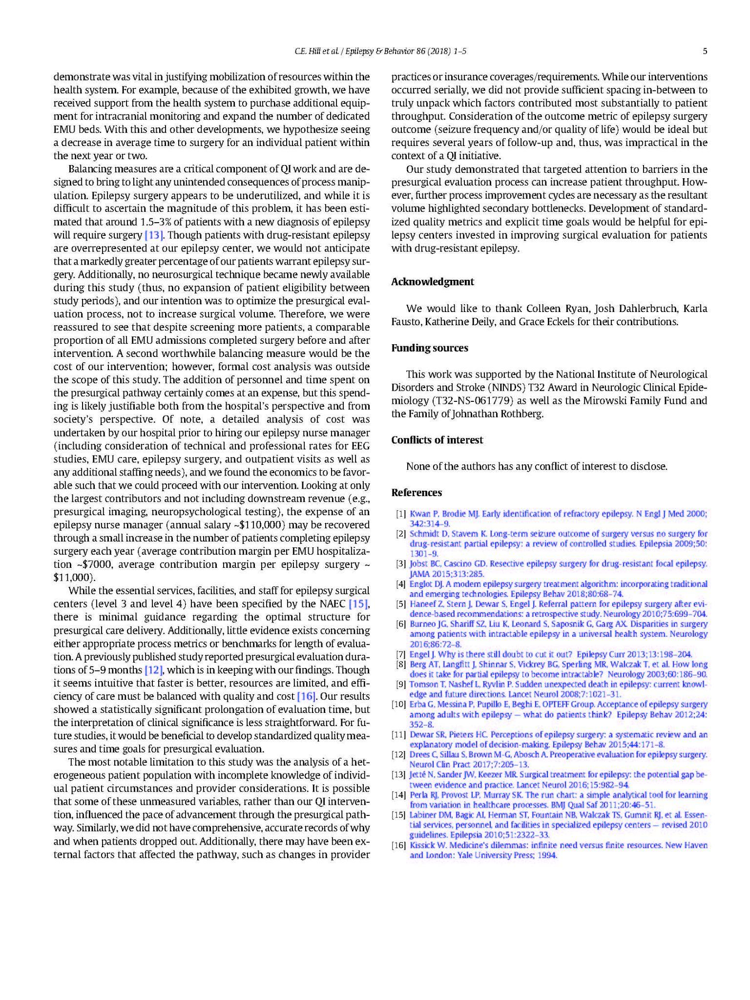 C.E. Hill et al. / Epilepsy & Behavior 86 (2018) 1–5
5
demonstrate was vital in justifying mobilization of resources within the
health system. For example, because of the exhibited growth, we have
received support from the health system to purchase additional equip-
ment for intracranial monitoring and expand the number of dedicated
EMU beds. With this and other developments, we hypothesize seeing
a decrease in average time to surgery for an individual patient within
the next year or two.
Balancing measures are a critical component of QI work and are de-
signed to bring to light any unintended consequences of process manip-
ulation. Epilepsy surgery appears to be underutilized, and while it is
difficult to ascertain the magnitude of this problem, it has been esti-
mated that around 1.5–3% of patients with a new diagnosis of epilepsy
will require surgery [13]. Though patients with drug-resistant epilepsy
are overrepresented at our epilepsy center, we would not anticipate
that a markedly greater percentage of our patients warrant epilepsy sur-
gery. Additionally, no neurosurgical technique became newly available
during this study (thus, no expansion of patient eligibility between
study periods), and our intention was to optimize the presurgical eval-
uation process, not to increase surgical volume. Therefore, we were
reassured to see that despite screening more patients, a comparable
proportion of all EMU admissions completed surgery before and after
intervention. A second worthwhile balancing measure would be the
cost of our intervention; however, formal cost analysis was outside
the scope of this study. The addition of personnel and time spent on
the presurgical pathway certainly comes at an expense, but this spend-
ing is likely justifiable both from the hospital's perspective and from
society's perspective. Of note, a detailed analysis of cost was
undertaken by our hospital prior to hiring our epilepsy nurse manager
(including consideration of technical and professional rates for EEG
studies, EMU care, epilepsy surgery, and outpatient visits as well as
any additional staffing needs), and we found the economics to be favor-
able such that we could proceed with our intervention. Looking at only
the largest contributors and not including downstream revenue (e.g.,
presurgical imaging, neuropsychological testing), the expense of an
epilepsy nurse manager (annual salary ~$110,000) may be recovered
through a small increase in the number of patients completing epilepsy
surgery each year (average contribution margin per EMU hospitaliza-
tion ~$7000, average contribution margin per epilepsy surgery ~
$11,000).
While the essential services, facilities, and staff for epilepsy surgical
centers (level 3 and level 4) have been specified by the NAEC [15],
there is minimal guidance regarding the optimal structure for
presurgical care delivery. Additionally, little evidence exists concerning
either appropriate process metrics or benchmarks for length of evalua-
tion. A previously published study reported presurgical evaluation dura-
tions of 5–9 months [12], which is in keeping with our findings. Though
it seems intuitive that faster is better, resources are limited, and effi-
ciency of care must be balanced with quality and cost [16]. Our results
showed a statistically significant prolongation of evaluation time, but
the interpretation of clinical significance is less straightforward. For fu-
ture studies, it would be beneficial to develop standardized quality mea-
sures and time goals for presurgical evaluation.
The most notable limitation to this study was the analysis of a het-
erogeneous patient population with incomplete knowledge of individ-
ual patient circumstances and provider considerations. It is possible
that some of these unmeasured variables, rather than our QI interven-
tion, influenced the pace of advancement through the presurgical path-
way. Similarly, we did not have comprehensive, accurate records of why
and when patients dropped out. Additionally, there may have been ex-
ternal factors that affected the pathway, such as changes in provider
practices or insurance coverages/requirements. While our interventions
occurred serially, we did not provide sufficient spacing in-between to
truly unpack which factors contributed most substantially to patient
throughput. Consideration of the outcome metric of epilepsy surgery
outcome (seizure frequency and/or quality of life) would be ideal but
requires several years of follow-up and, thus, was impractical in the
context of a QI initiative.
Our study demonstrated that targeted attention to barriers in the
presurgical evaluation process can increase patient throughput. How-
ever, further process improvement cycles are necessary as the resultant
volume highlighted secondary bottlenecks. Development of standard-
ized quality metrics and explicit time goals would be helpful for epi-
lepsy centers invested in improving surgical evaluation for patients
with drug-resistant epilepsy.
Acknowledgment
We would like to thank Colleen Ryan, Josh Dahlerbruch, Karla
Fausto, Katherine Deily, and Grace Eckels for their contributions.
Funding sources
This work was supported by the National Institute of Neurological
Disorders and Stroke (NINDS) T32 Award in Neurologic Clinical Epide-
miology (T32-NS-061779) as well as the Mirowski Family Fund and
the Family of Johnathan Rothberg.
Conflicts of interest
None of the authors has any conflict of interest to disclose.
References
[1] Kwan P, Brodie MJ. Early identification of refractory epilepsy. N Engl J Med 2000;
342:314–9.
[2] Schmidt D, Stavem K. Long-term seizure outcome of surgery versus no surgery for
drug-resistant partial epilepsy: a review of controlled studies. Epilepsia 2009;50:
1301–9.
[3] Jobst BC, Cascino GD. Resective epilepsy surgery for drug-resistant focal epilepsy.
JAMA 2015;313:285.
[4] Englot DJ. A modern epilepsy surgery treatment algorithm: incorporating traditional
and emerging technologies. Epilepsy Behav 2018;80:68–74.
[5] Haneef Z, Stern J, Dewar S, Engel J. Referral pattern for epilepsy surgery after evi-
dence-based recommendations: a retrospective study. Neurology 2010;75:699–704.
[6] Burneo JG, Shariff SZ, Liu K, Leonard S, Saposnik G, Garg AX. Disparities in surgery
among patients with intractable epilepsy in a universal health system. Neurology
2016;86:72–8.
[7] Engel J. Why is there still doubt to cut it out? Epilepsy Curr 2013;13:198–204.
[8] Berg AT, Langfitt J, Shinnar S, Vickrey BG, Sperling MR, Walczak T, et al. How long
does it take for partial epilepsy to become intractable? Neurology 2003;60:186–90.
[9] Tomson T, Nashef L, Ryvlin P. Sudden unexpected death in epilepsy: current knowl-
edge and future directions. Lancet Neurol 2008;7:1021–31.
[10] Erba G, Messina P, Pupillo E, Beghi E, OPTEFF Group. Acceptance of epilepsy surgery
among adults with epilepsy — what do patients think? Epilepsy Behav 2012;24:
352–8.
[11] Dewar SR, Pieters HC. Perceptions of epilepsy surgery: a systematic review and an
explanatory model of decision-making. Epilepsy Behav 2015;44:171–8.
[12] Drees C, Sillau S, Brown M-G, Abosch A. Preoperative evaluation for epilepsy surgery.
Neurol Clin Pract 2017;7:205–13.
[13] Jetté N, Sander JW, Keezer MR. Surgical treatment for epilepsy: the potential gap be-
tween evidence and practice. Lancet Neurol 2016;15:982–94.
[14] Perla RJ, Provost LP, Murray SK. The run chart: a simple analytical tool for learning
from variation in healthcare processes. BMJ Qual Saf 2011;20:46–51.
[15] Labiner DM, Bagic AI, Herman ST, Fountain NB, Walczak TS, Gumnit RJ, et al. Essen-
tial services, personnel, and facilities in specialized epilepsy centers — revised 2010
guidelines. Epilepsia 2010;51:2322–33.
[16] Kissick W. Medicine's dilemmas: infinite need versus finite resources. New Haven
and London: Yale University Press; 1994.